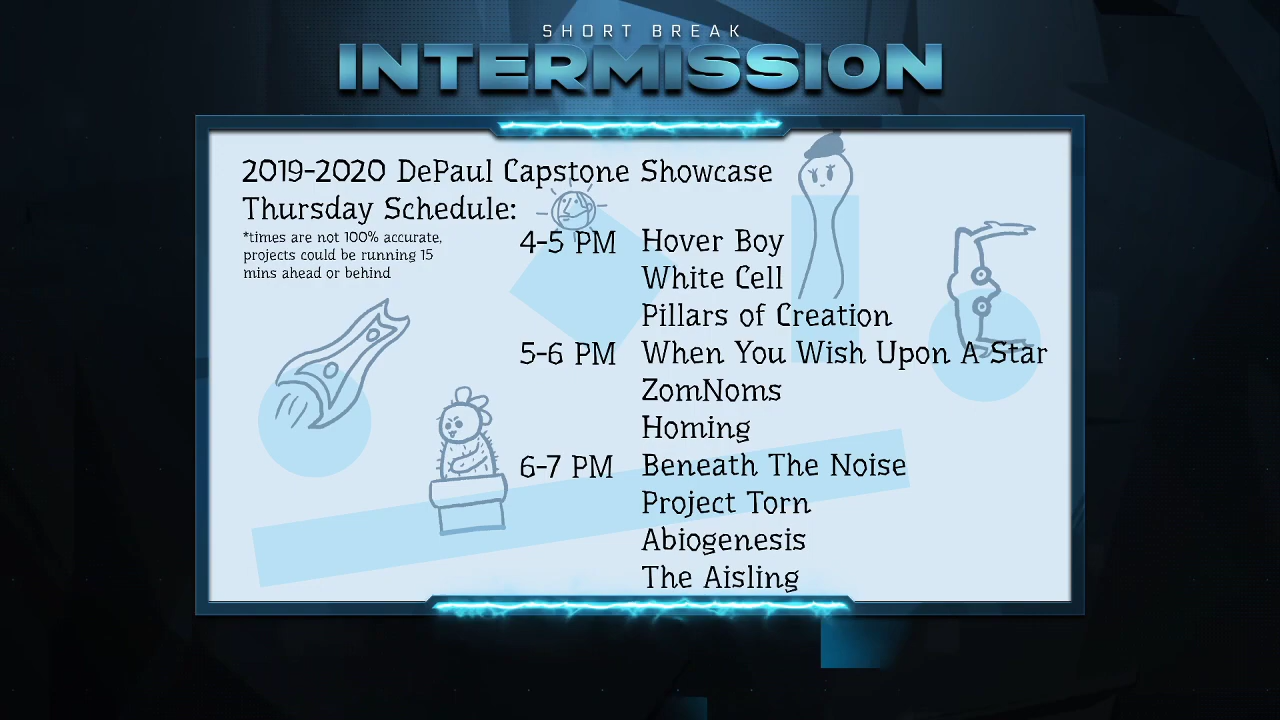 SHORT BREAK
INTERMISSION
2019-2020 DePaul Capstone Showcase
Thursday Schedule:
*times are not 100% accurate,
projects could be running 15
mins ahead or behind
4-5 PM Hover Boy
White Cell
Pillars of Creation
5-6 PM When You Wish Upon A Star
ZomNoms
Homing
6-7 PM Beneath The Noise
Project Torn
Abiogenesis
The Aisling